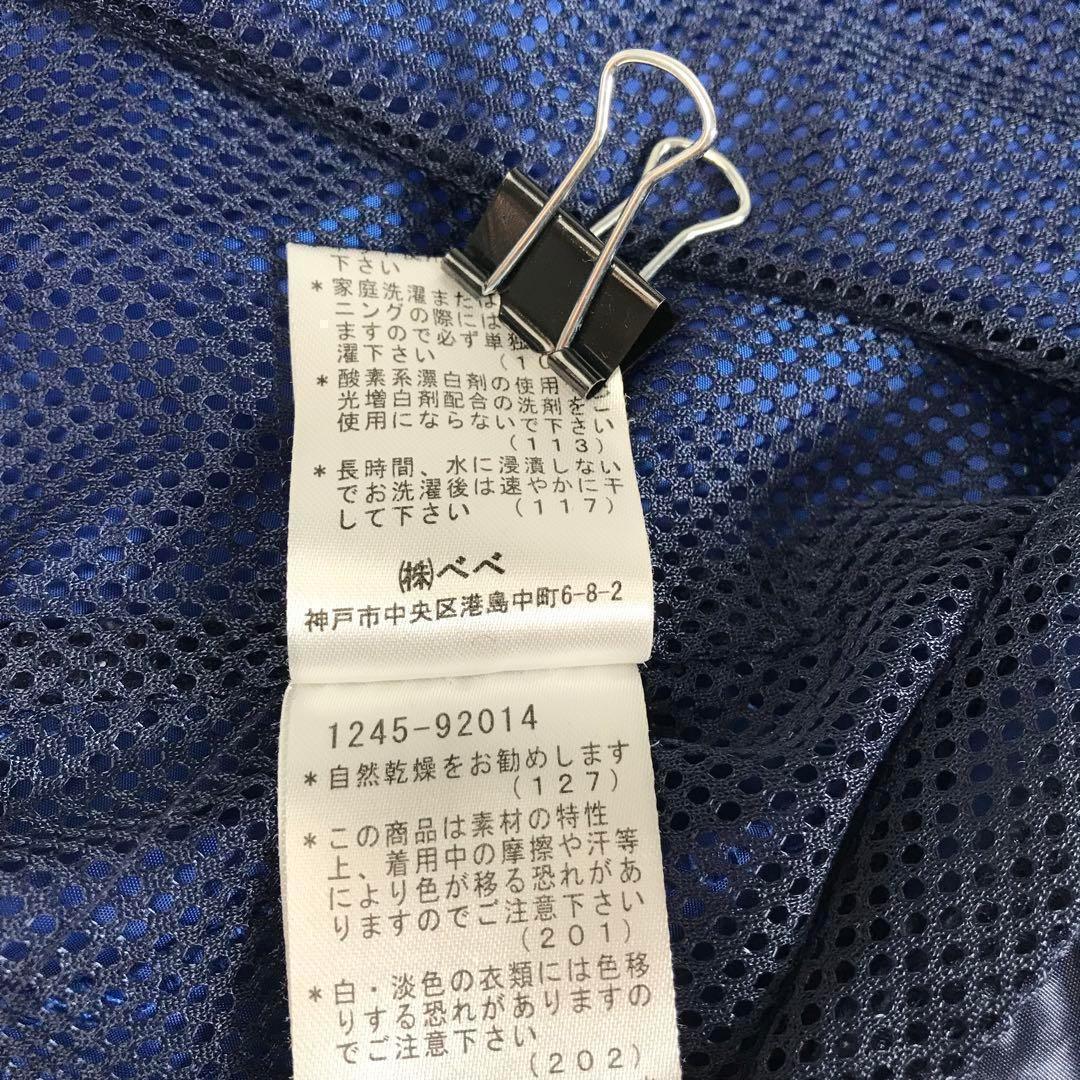 下さい
*家庭洗濯または
ニングの際には
ますので必ず単独
濯下さい (10
*酸素系漂白剤の使用
光増白剤配合の洗剤をご
使用にならないで下さい
(113)
*長時間、水に浸漬しない
でお洗濯後は速やかに干
して下さい (117)
㈱べべ
神戸市中央区港島中町6-8-2
1245-92014
*自然乾燥をお勧めします
(127)
*この商品は素材の特性
上、着用中の摩擦や汗等
により色が移る恐れがあ
りますのでご注意下さい
(201)
*白・淡色の衣類には色移
りする恐れがありますの
でご注意下さい
(202)